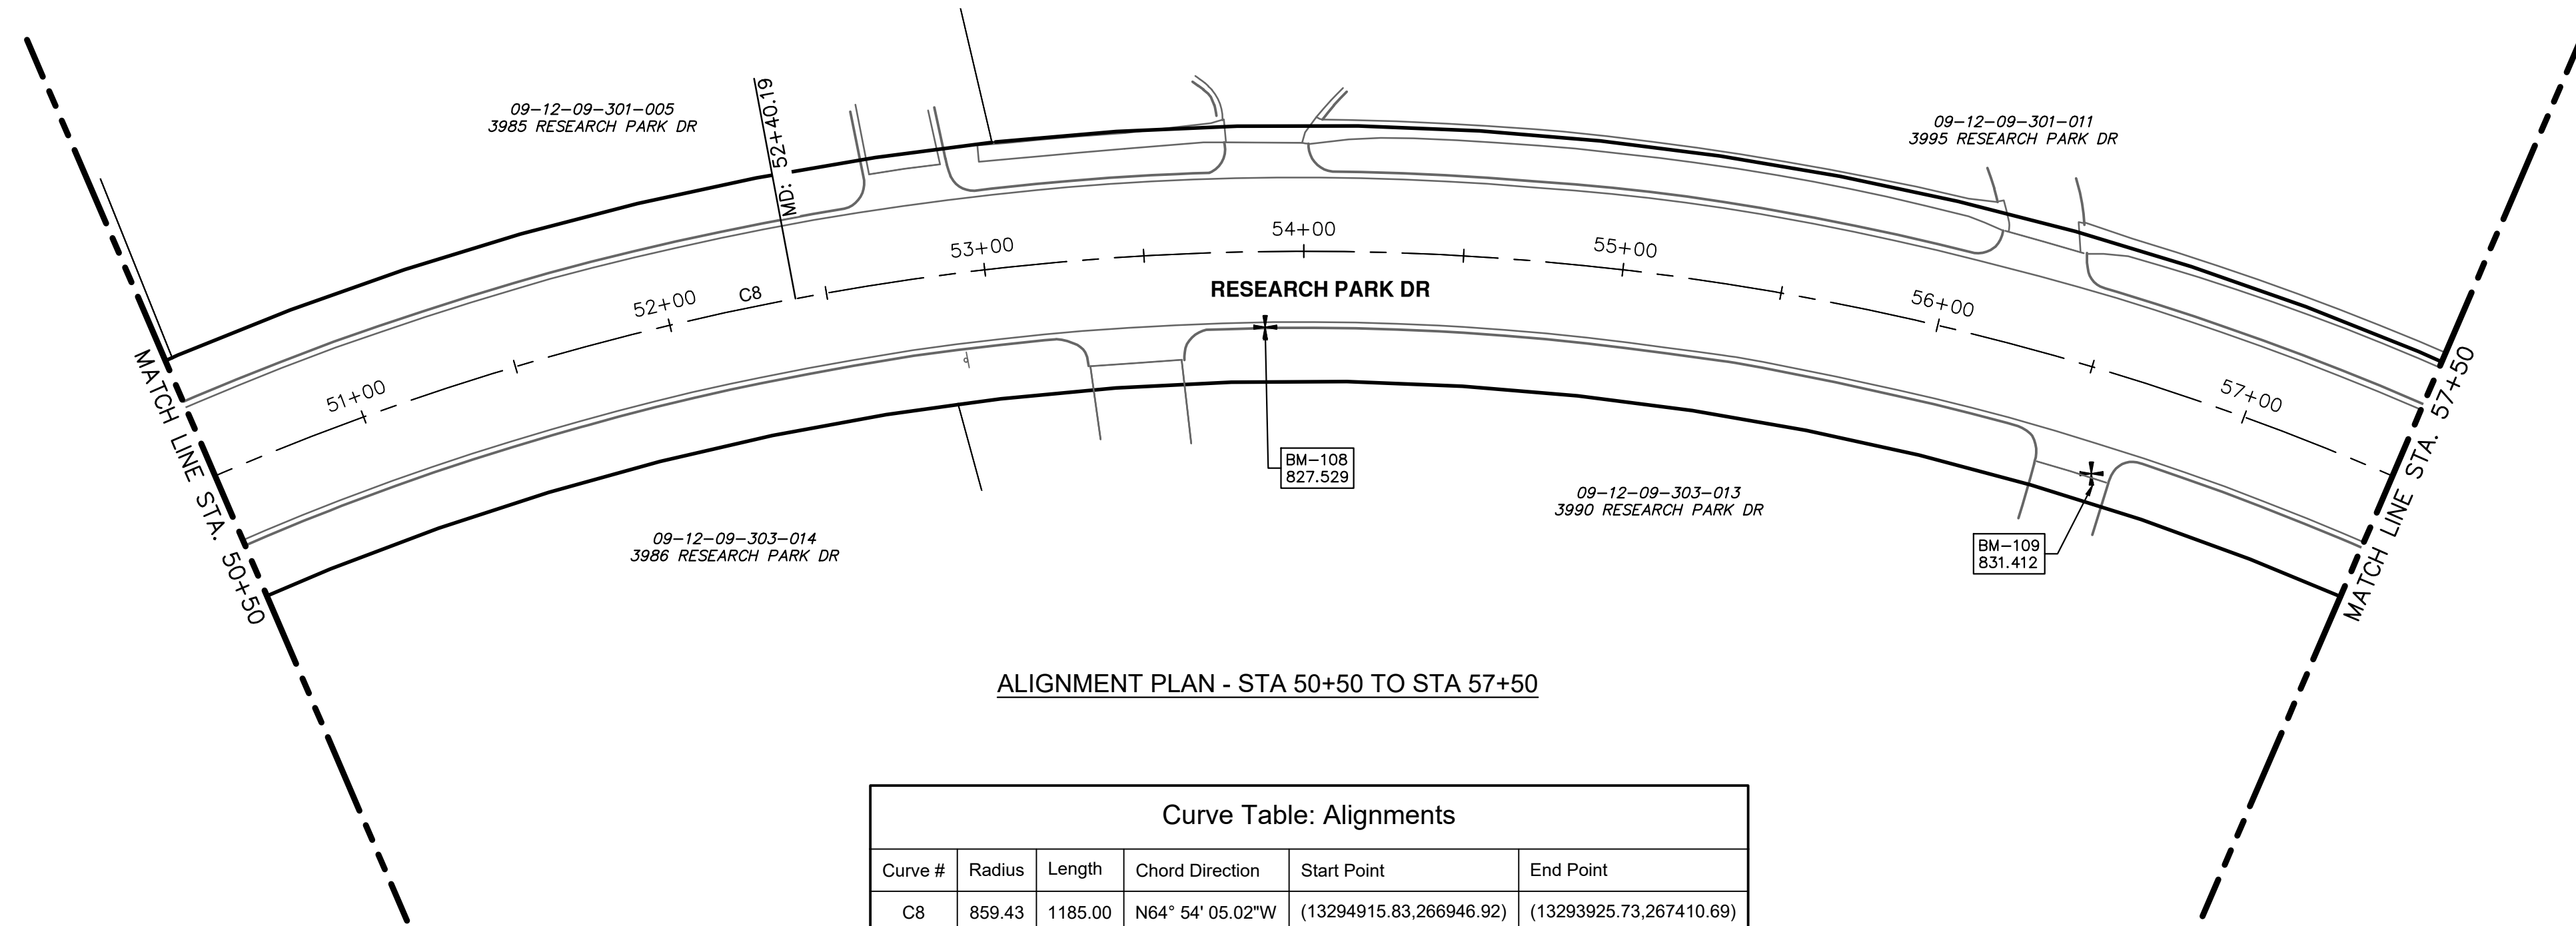 09-12-09-301-005
3985 RESEARCH PARK DR
MD: 52+40.19
09-12-09-301-011
3995 RESEARCH PARK DR
51+00
52+00
C8
53+00
54+00
55+00
56+00
57+00
RESEARCH PARK DR
MATCH LINE STA. 50+50
MATCH LINE STA. 57+50
BM-108
827.529
09-12-09-303-013
3990 RESEARCH PARK DR
09-12-09-303-014
3986 RESEARCH PARK DR
BM-109
831.412
ALIGNMENT PLAN - STA 50+50 TO STA 57+50
Curve Table: Alignments
Curve # Radius Length Chord Direction Start Point End Point
C8 859.43 1185.00 N64° 54' 05.02"W (13294915.83,266946.92) (13293925.73,267410.69)